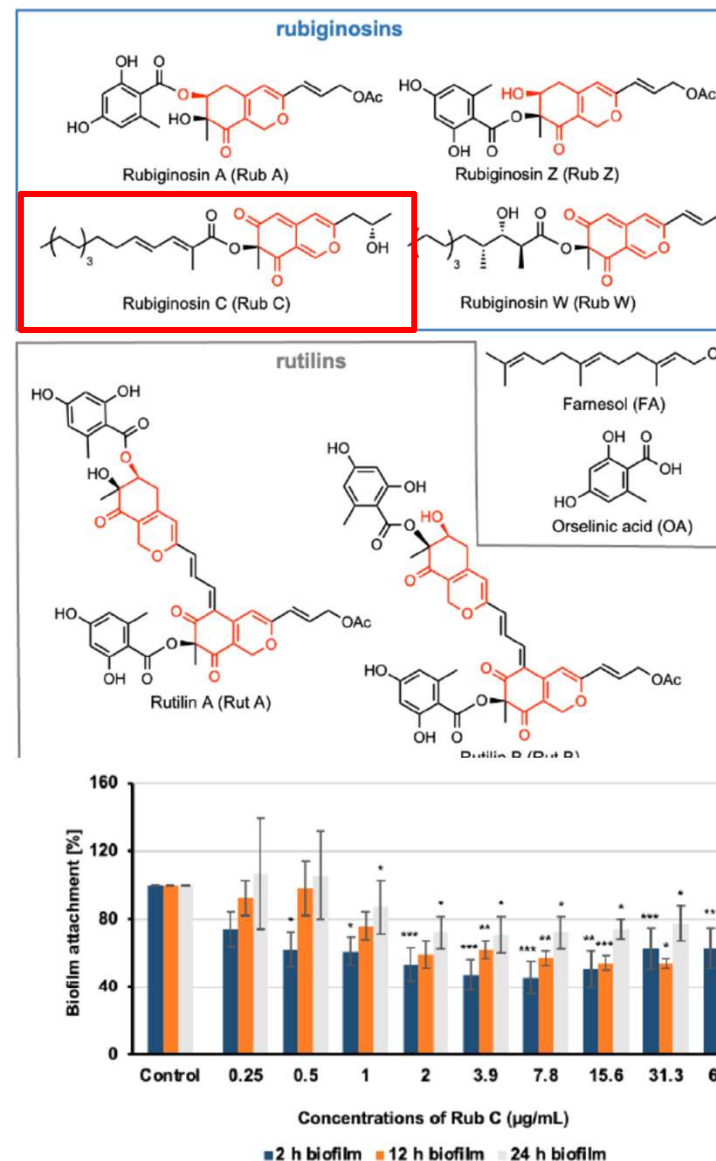 rubiginosins
OH
O
O
HO
HO
O
O
OAc
Rubiginosin A (Rub A)
HO
HO
O
O
OH
O
O
OAc
Rubiginosin Z (Rub Z)
3
O
O
O
O
O
OH
Rubiginosin C (Rub C)
3
OH
O
O
O
O
O
Rubiginosin W (Rub W)
rutilins
HO
OH
O
O
HO
O
O
HO
OH
O
O
O
O
O
OAc
Rutilin A (Rut A)
HO
OH
O
O
HO
O
O
HO
OH
O
O
O
O
O
OAc
Rutilin B (Rut B)
Farnesol (FA)
OH
O
OH
HO
Orselinic acid (OA)
Biofilm attachment [%]
160
120
80
40
0
* * *** * *** ** * *** ** * ** *** * *** * * **
Control 0.25 0.5 1 2 3.9 7.8 15.6 31.3
Concentrations of Rub C (µg/mL)
2 h biofilm 12 h biofilm 24 h biofilm